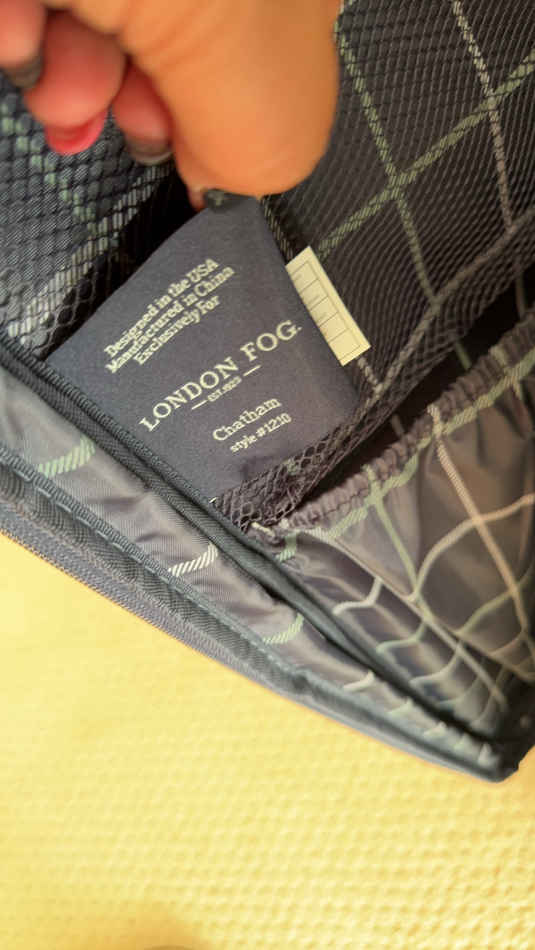 Designed in the USA
Manufactured in China
Exclusively For
LONDON FOG.
EST. 1923
Chatham
style #1210